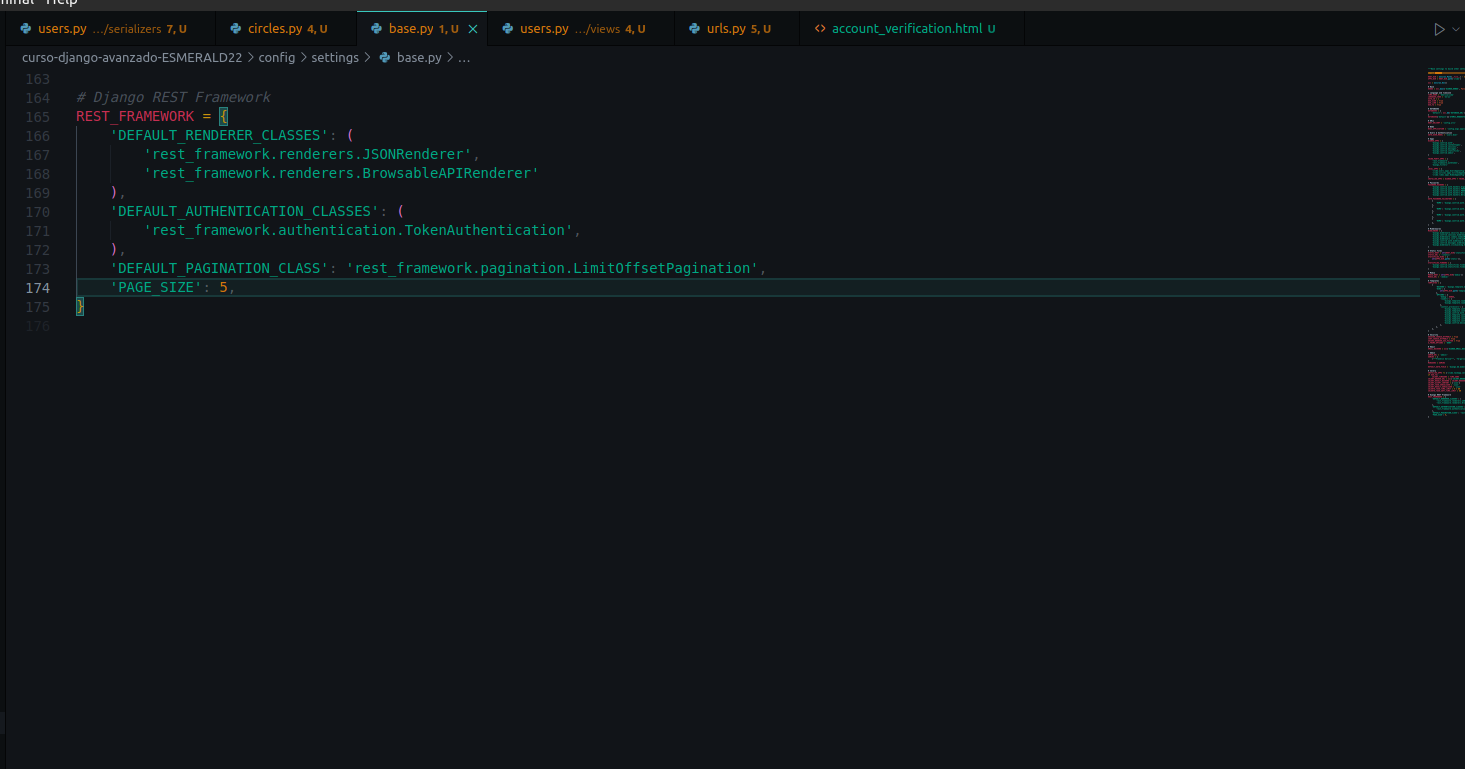 Help
users.py .../serializers 7, U
circles.py 4, U
base.py 1, U
users.py .../views 4, U
urls.py 5, U
account_verification.html U
curso-django-avanzado-ESMERALD22 > config > settings > base.py > ...
163
164 # Django REST Framework
165 REST_FRAMEWORK = {
166     'DEFAULT_RENDERER_CLASSES': (
167         'rest_framework.renderers.JSONRenderer',
168         'rest_framework.renderers.BrowsableAPIRenderer'
169     ),
170     'DEFAULT_AUTHENTICATION_CLASSES': (
171         'rest_framework.authentication.TokenAuthentication',
172     ),
173     'DEFAULT_PAGINATION_CLASS': 'rest_framework.pagination.LimitOffsetPagination',
174     'PAGE_SIZE': 5,
175 }
176